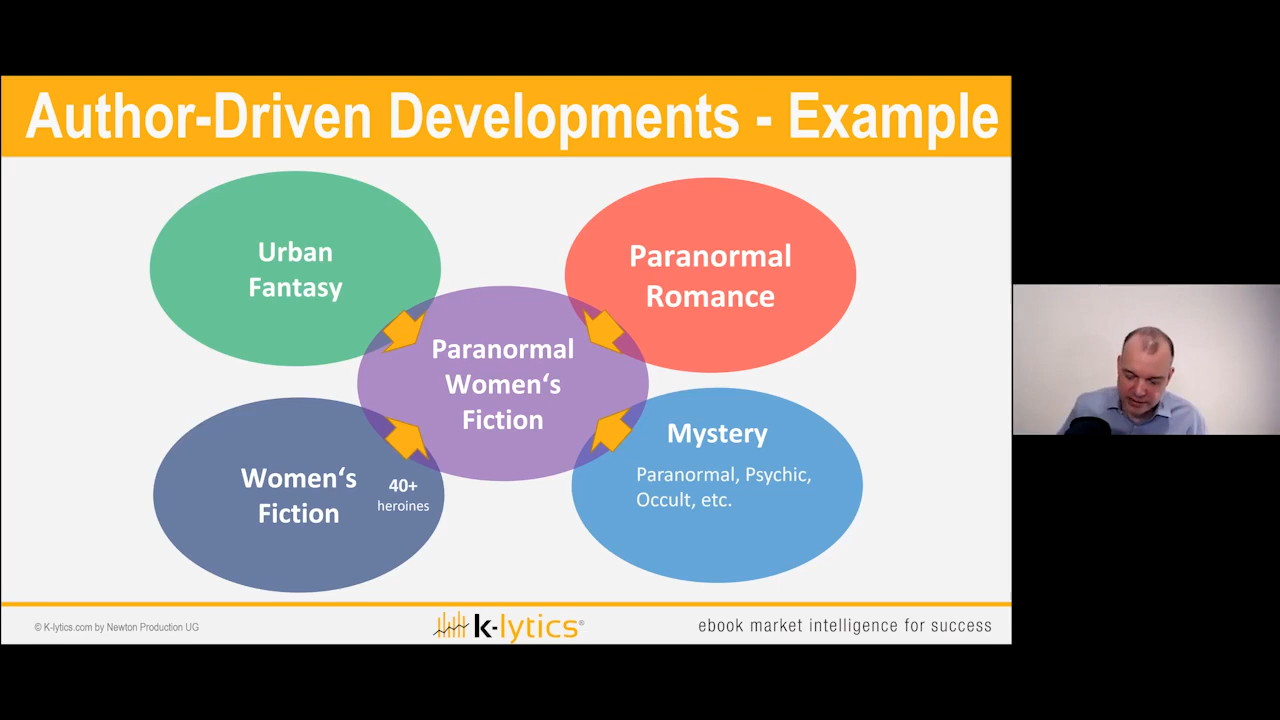 Author-Driven Developments - Example
Urban
Fantasy
Paranormal
Romance
Paranormal
Women‘s
Fiction
Women‘s
Fiction
40+
heroines
Mystery
Paranormal, Psychic,
Occult, etc.
© K-lytics.com by Newton Production UG
k-lytics®
ebook market intelligence for success